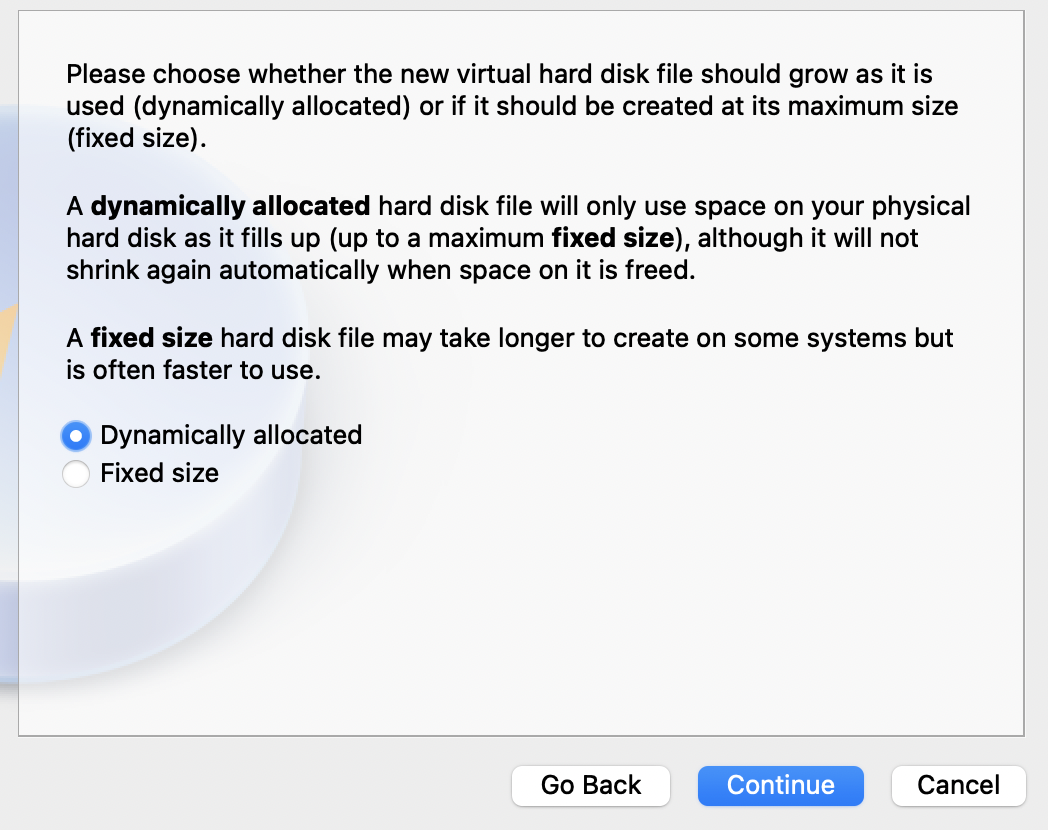 Please choose whether the new virtual hard disk file should grow as it is
used (dynamically allocated) or if it should be created at its maximum size
(fixed size).
A dynamically allocated hard disk file will only use space on your physical
hard disk as it fills up (up to a maximum fixed size), although it will not
shrink again automatically when space on it is freed.
A fixed size hard disk file may take longer to create on some systems but
is often faster to use.
Dynamically allocated
Fixed size
Go Back Continue Cancel